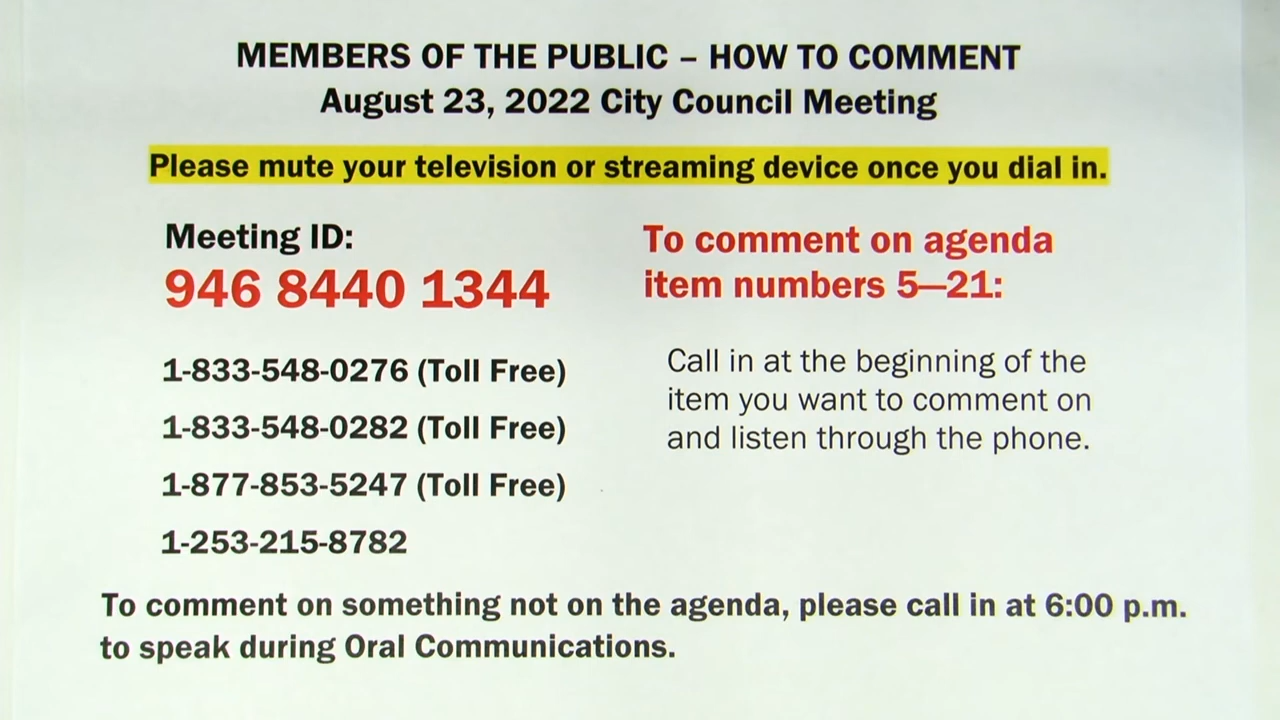 MEMBERS OF THE PUBLIC – HOW TO COMMENT
August 23, 2022 City Council Meeting
Please mute your television or streaming device once you dial in.
Meeting ID:
946 8440 1344
1-833-548-0276 (Toll Free)
1-833-548-0282 (Toll Free)
1-877-853-5247 (Toll Free)
1-253-215-8782
To comment on agenda
item numbers 5—21:
Call in at the beginning of the
item you want to comment on
and listen through the phone.
To comment on something not on the agenda, please call in at 6:00 p.m.
to speak during Oral Communications.